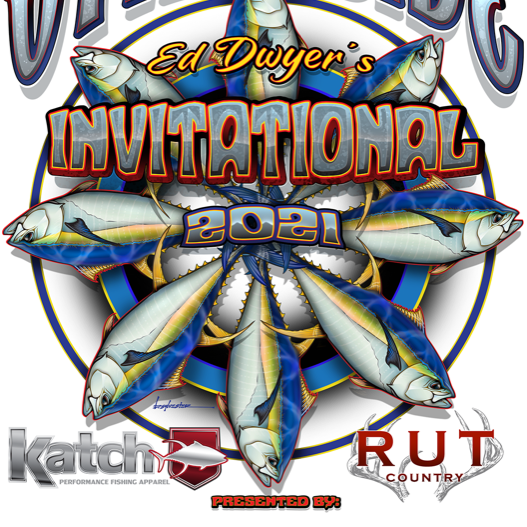 Ed Dwyer's
INVITATIONAL
2021
Katch
PERFORMANCE FISHING APPAREL
RUT
COUNTRY
PRESENTED BY: